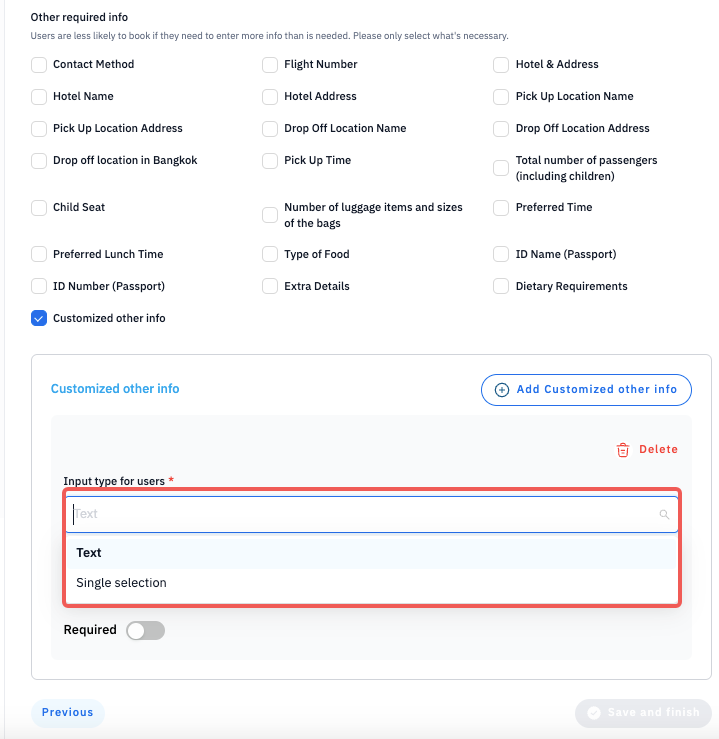 Other required info
Users are less likely to book if they need to enter more info than is needed. Please only select what's necessary.
Contact Method
Flight Number
Hotel & Address
Hotel Name
Hotel Address
Pick Up Location Name
Pick Up Location Address
Drop Off Location Name
Drop Off Location Address
Drop off location in Bangkok
Pick Up Time
Total number of passengers
(including children)
Child Seat
Number of luggage items and sizes
of the bags
Preferred Time
Preferred Lunch Time
Type of Food
ID Name (Passport)
ID Number (Passport)
Extra Details
Dietary Requirements
Customized other info
Customized other info
Add Customized other info
Delete
Input type for users *
Text
Text
Single selection
Required
Previous
Save and finish